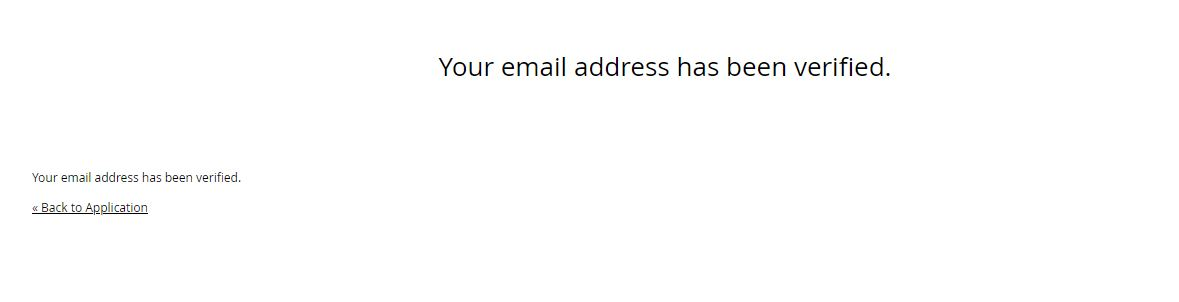 Your email address has been verified.
Your email address has been verified.
« Back to Application